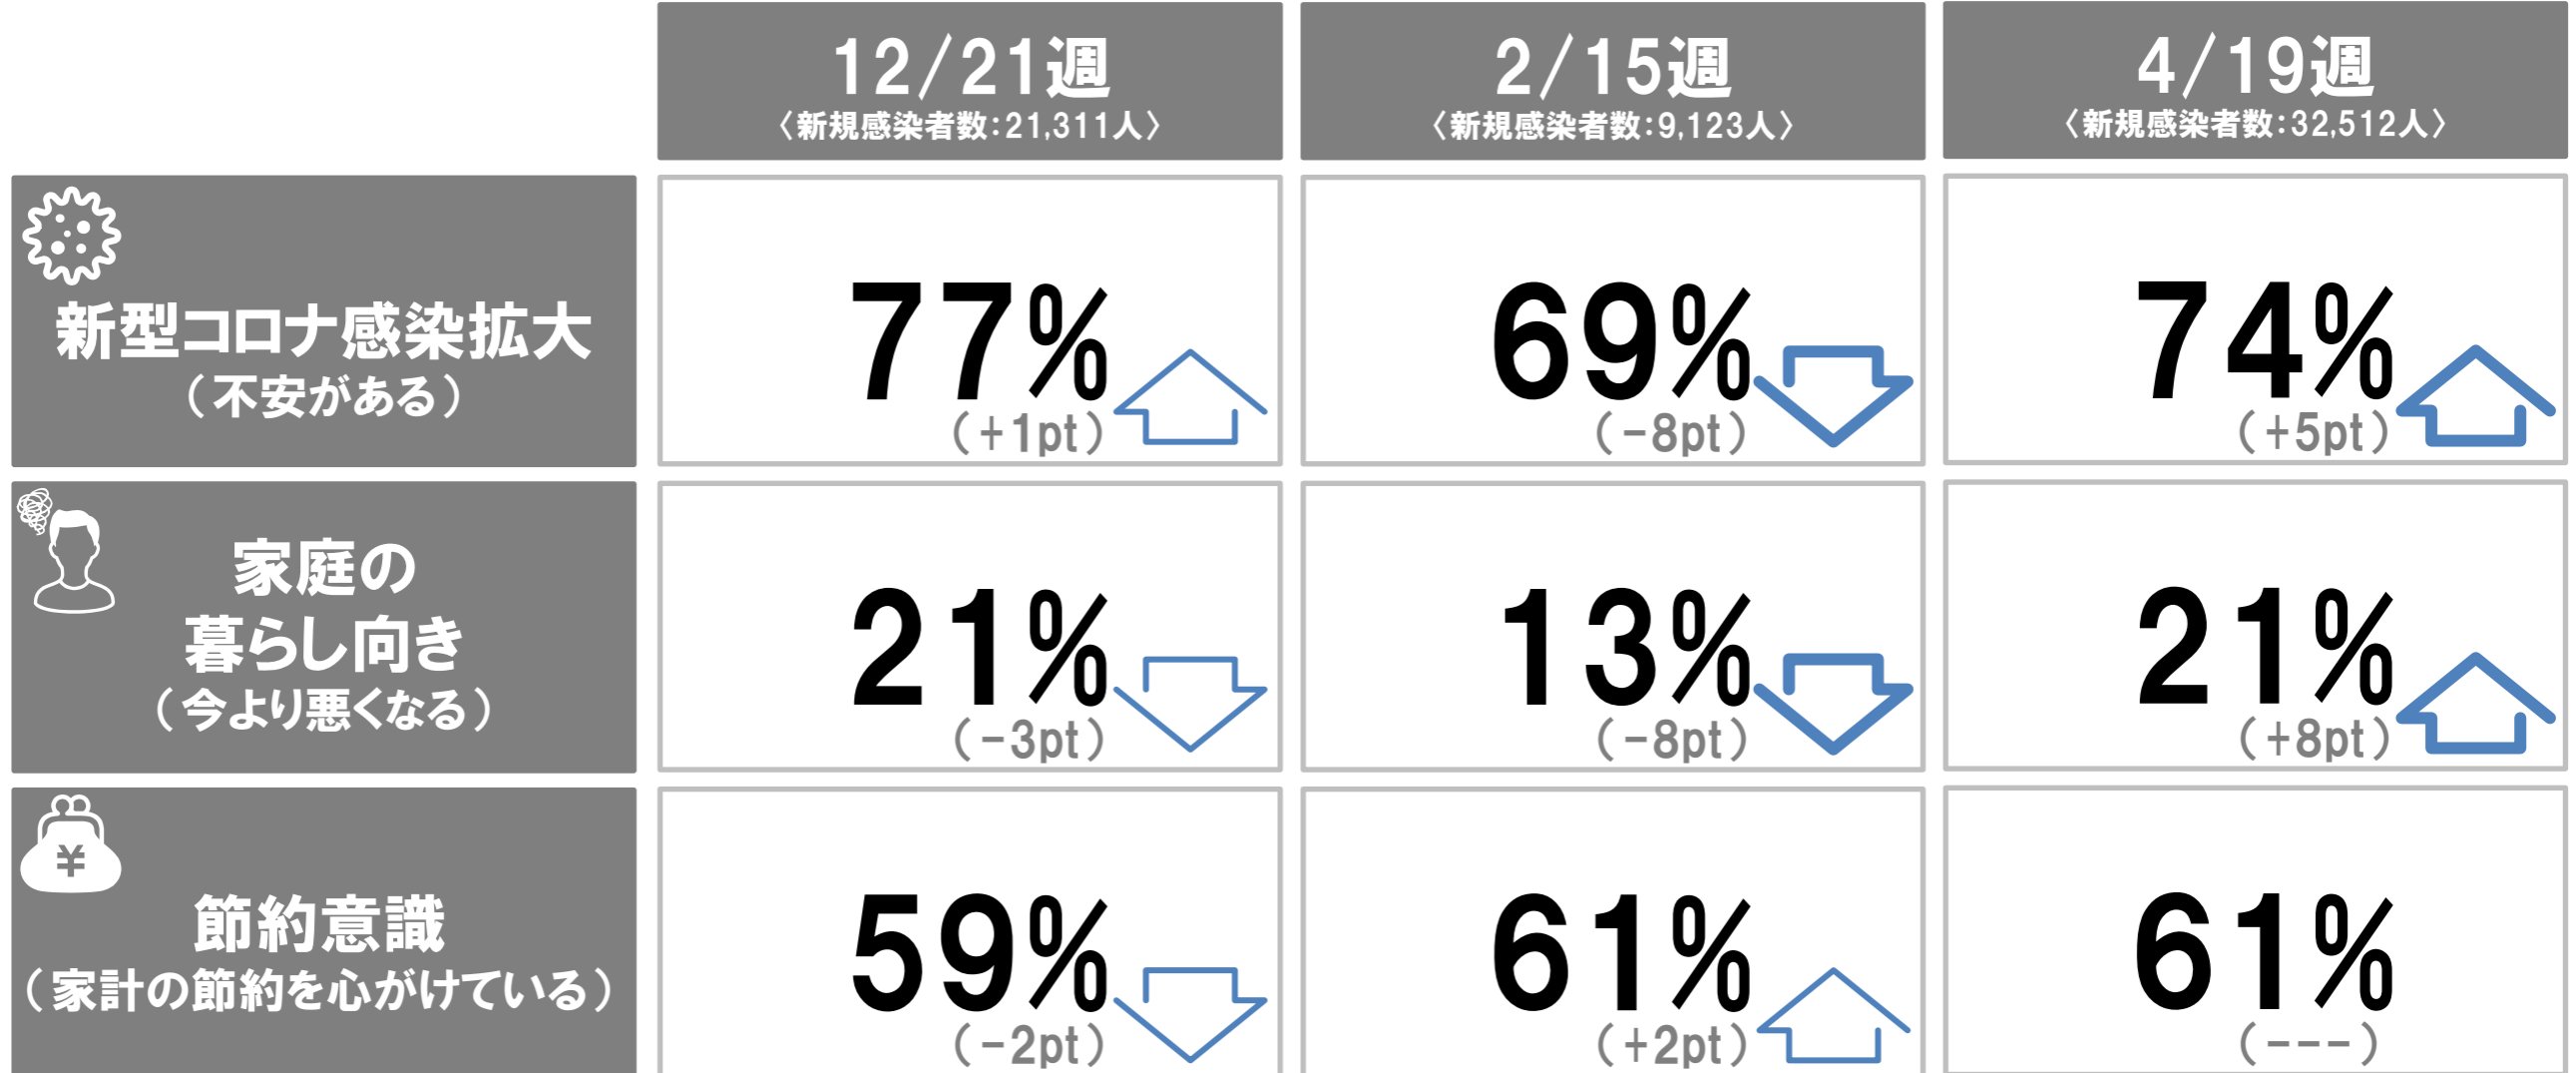 12/21週
〈新規感染者数：21,311人〉
2/15週
〈新規感染者数：9,123人〉
4/19週
〈新規感染者数：32,512人〉
新型コロナ感染拡大
（不安がある）
77%
（+1pt）
69%
（-8pt）
74%
（+5pt）
家庭の
暮らし向き
（今より悪くなる）
21%
（-3pt）
13%
（-8pt）
21%
（+8pt）
¥
節約意識
（家計の節約を心がけている）
59%
（-2pt）
61%
（+2pt）
61%
（---）